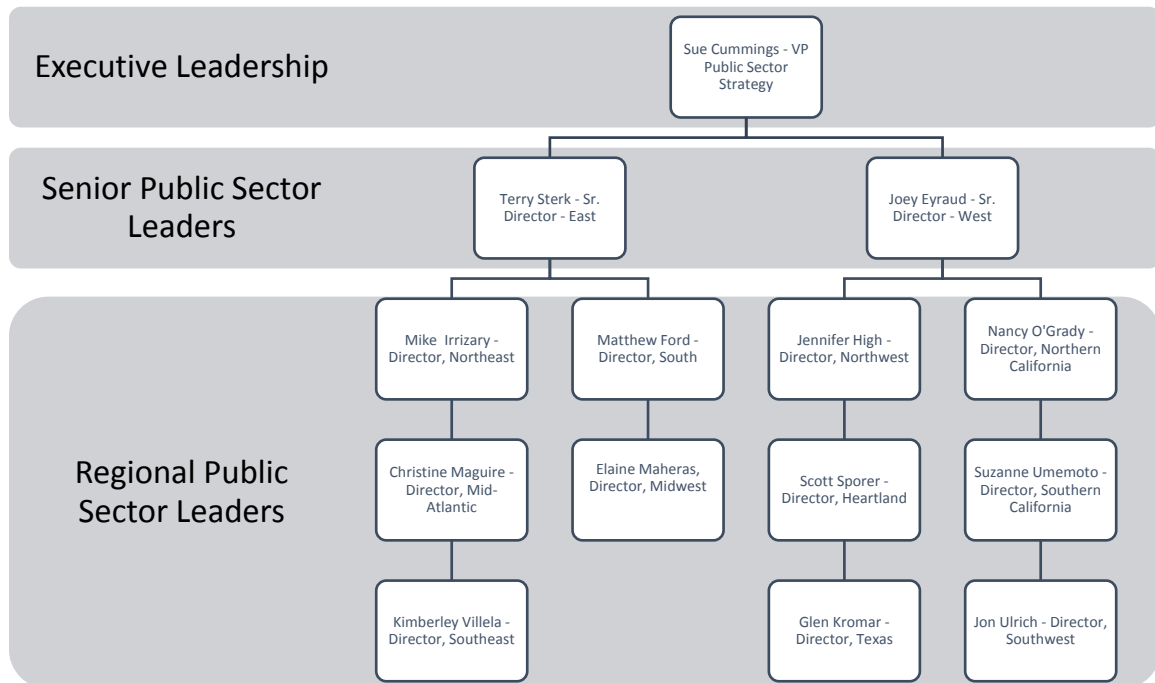 Executive Leadership
Sue Cummings - VP
Public Sector
Strategy
Senior Public Sector
Leaders
Terry Sterk - Sr.
Director - East
Joey Eyraud - Sr.
Director - West
Regional Public
Sector Leaders
Mike  Irrizary -
Director, Northeast
Matthew Ford -
Director, South
Jennifer High -
Director, Northwest
Nancy O'Grady -
Director, Northern
California
Christine Maguire -
Director, Mid-
Atlantic
Elaine Maheras,
Director, Midwest
Scott Sporer -
Director, Heartland
Suzanne Umemoto -
Director, Southern
California
Kimberley Villela -
Director, Southeast
Glen Kromar -
Director, Texas
Jon Ulrich - Director,
Southwest